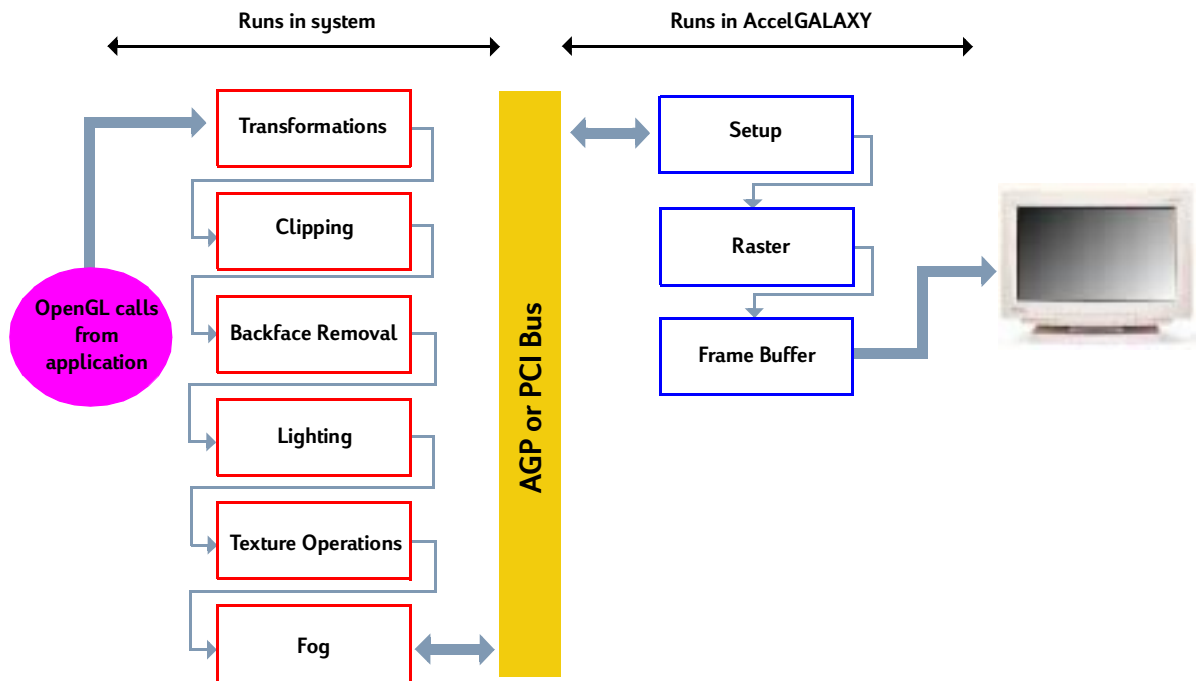 Runs in system
Runs in AccelGALAXY
OpenGL calls
from
application
Transformations
Clipping
Backface Removal
Lighting
Texture Operations
Fog
AGP or PCI Bus
Setup
Raster
Frame Buffer